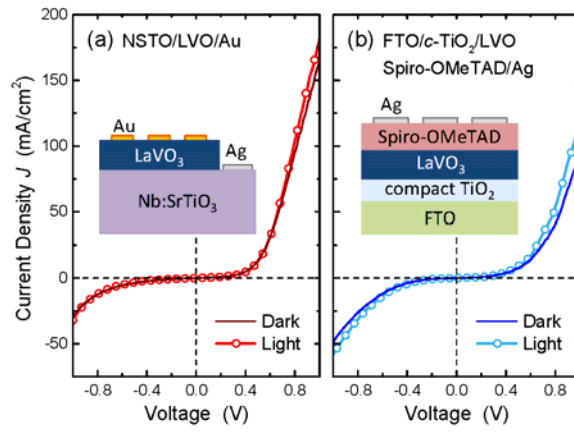 (a) NSTO/LVO/Au
Au
LaVO₃
Ag
Nb:SrTiO₃
Dark
Light
200
150
100
50
0
-50
Current Density J (mA/cm²)
-0.8 -0.4 0.0 0.4 0.8
Voltage (V)
(b) FTO/c-TiO₂/LVO
Spiro-OMeTAD/Ag
Ag
Spiro-OMeTAD
LaVO₃
compact TiO₂
FTO
Dark
Light
-0.8 -0.4 0.0 0.4 0.8
Voltage (V)